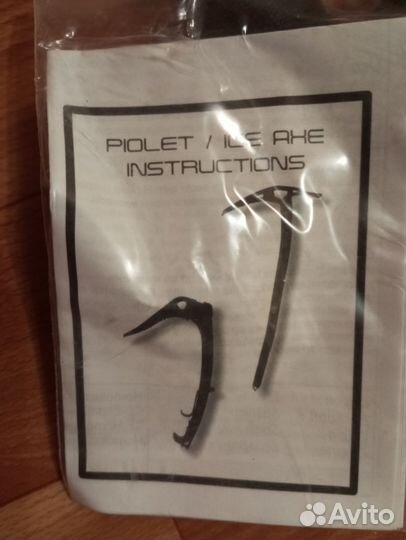 PIOLET / ICE AXE
INSTRUCTIONS
Avito